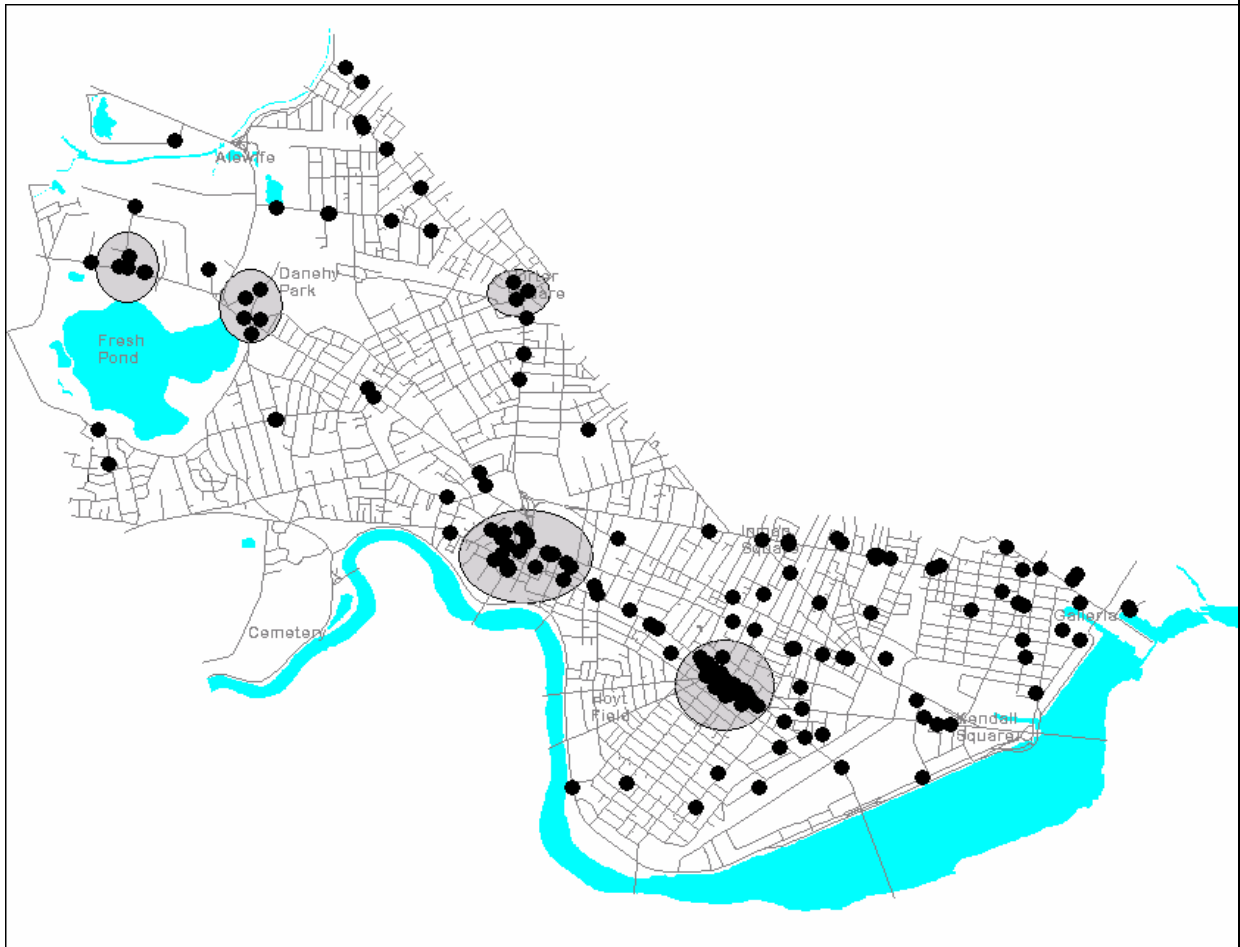 Alewife
Danehy
Park
Fresh
Pond
Inman
Square
Cemetery
Galleria
Hoyt
Field
Kendall
Square